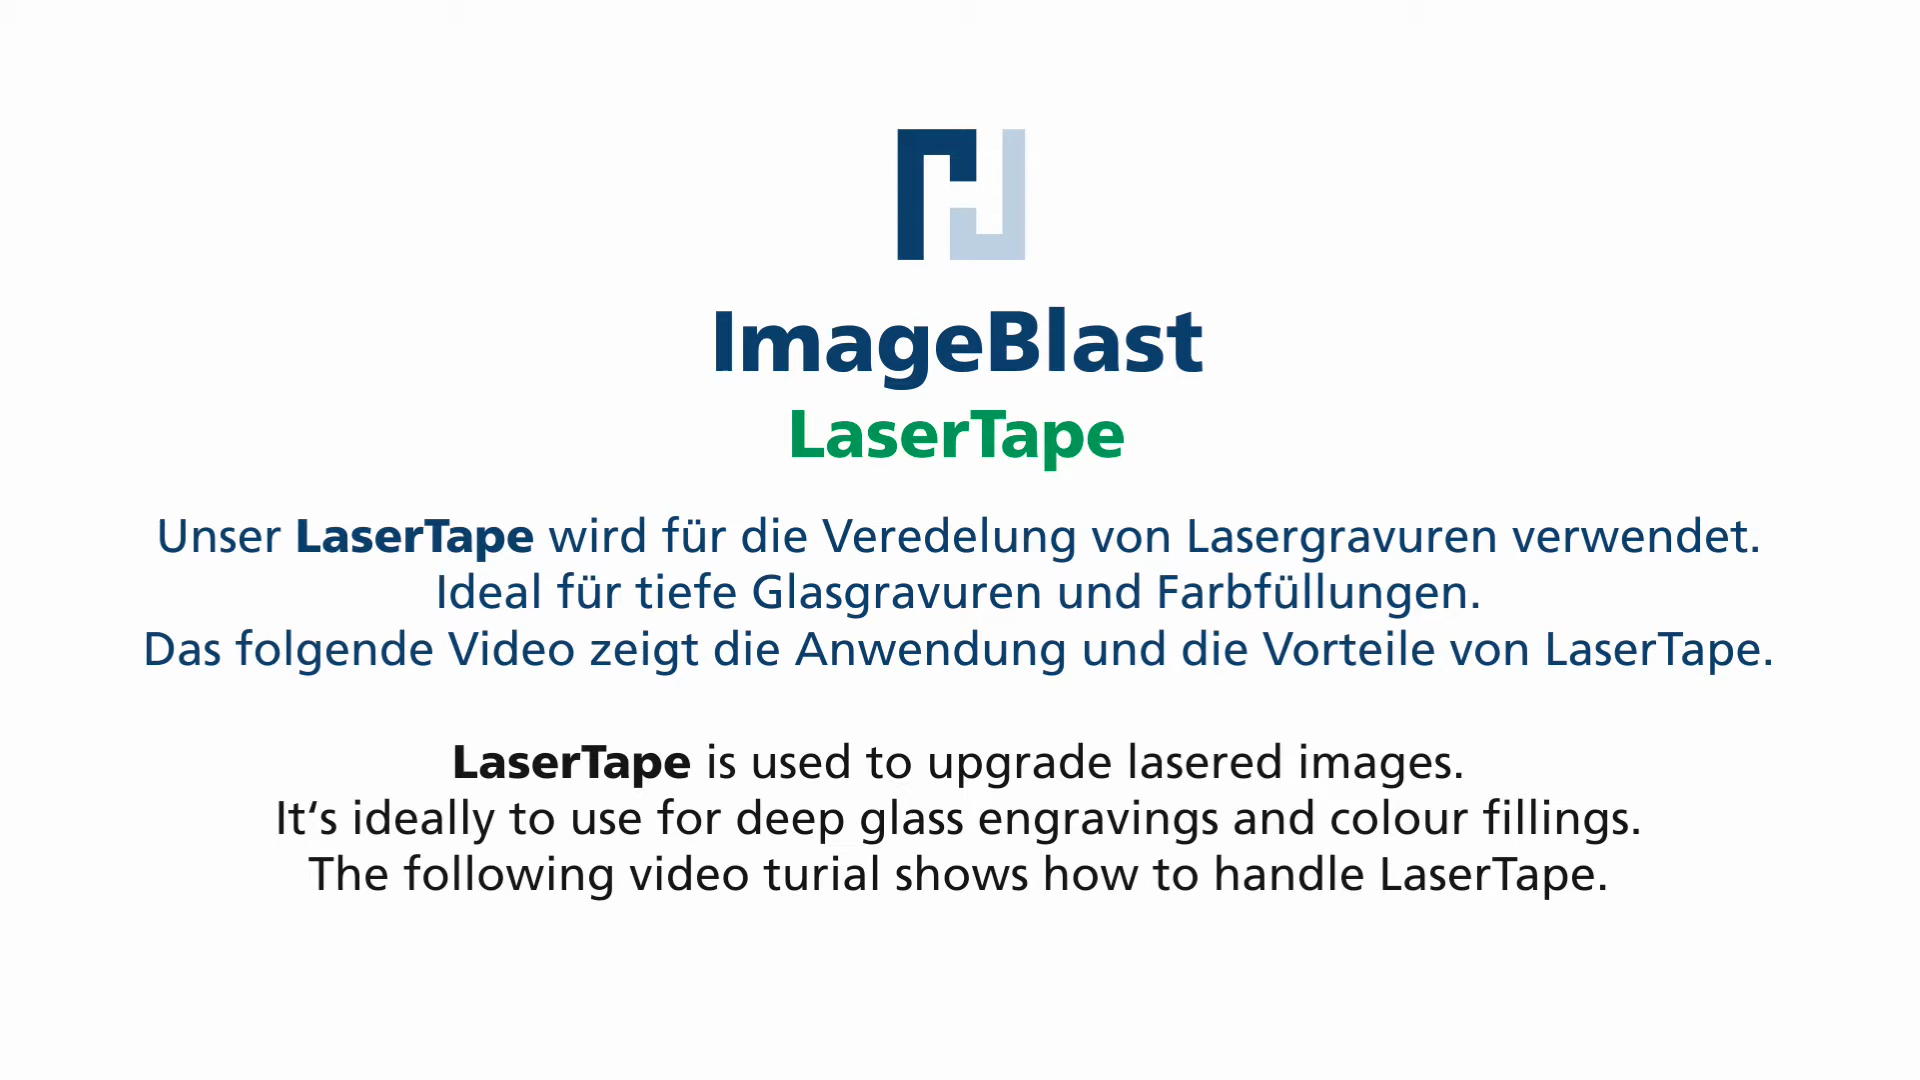 ImageBlast
LaserTape
Unser LaserTape wird für die Veredelung von Lasergravuren verwendet.
Ideal für tiefe Glasgravuren und Farbfüllungen.
Das folgende Video zeigt die Anwendung und die Vorteile von LaserTape.
LaserTape is used to upgrade lasered images.
It‘s ideally to use for deep glass engravings and colour fillings.
The following video turial shows how to handle LaserTape.